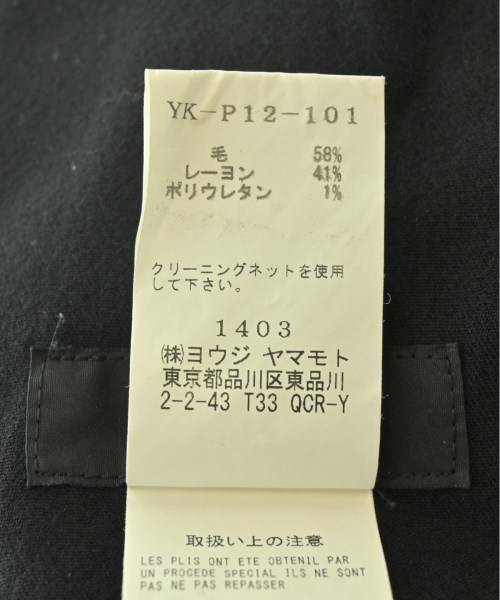 YK-P12-101
毛 58%
レーヨン 41%
ポリウレタン 1%
クリーニングネットを使用
して下さい。
1403
㈱ヨウジ ヤマモト
東京都品川区東品川
2-2-43 T33 QCR-Y
取扱い上の注意
LES PLIS ONT ETE OBTENIL PAR
UN PROCEDE SPECIAL ILS NE SONT
PAS NE PAS REPASSER